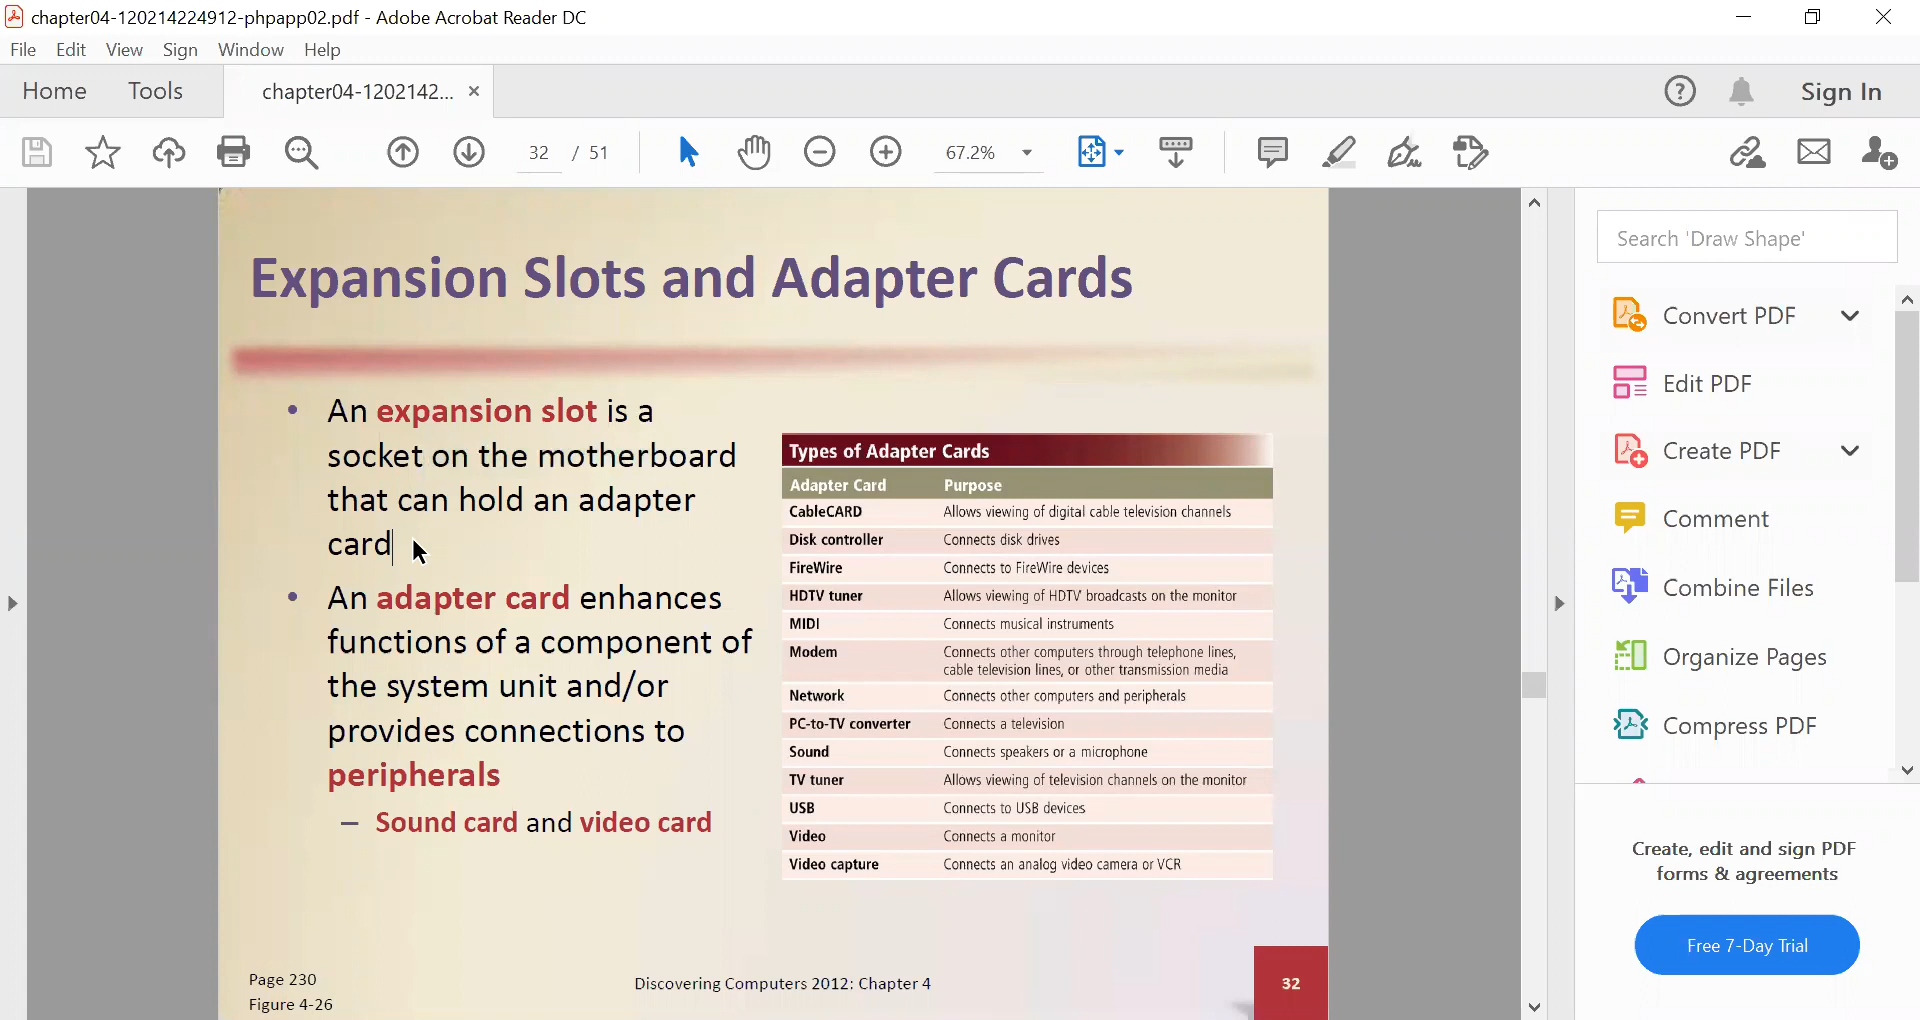 chapter04-120214224912-phpapp02.pdf - Adobe Acrobat Reader DC
File Edit View Sign Window Help
Home Tools chapter04-1202142... × Sign In
32 / 51 67.2%
Expansion Slots and Adapter Cards
• An expansion slot is a
socket on the motherboard
that can hold an adapter
card
• An adapter card enhances
functions of a component of
the system unit and/or
provides connections to
peripherals
– Sound card and video card
Types of Adapter Cards
Adapter Card Purpose
CableCARD Allows viewing of digital cable television channels
Disk controller Connects disk drives
FireWire Connects to FireWire devices
HDTV tuner Allows viewing of HDTV broadcasts on the monitor
MIDI Connects musical instruments
Modem Connects other computers through telephone lines,
cable television lines, or other transmission media
Network Connects other computers and peripherals
PC-to-TV converter Connects a television
Sound Connects speakers or a microphone
TV tuner Allows viewing of television channels on the monitor
USB Connects to USB devices
Video Connects a monitor
Video capture Connects an analog video camera or VCR
Page 230
Figure 4-26
Discovering Computers 2012: Chapter 4
32
Search 'Draw Shape'
Convert PDF
Edit PDF
Create PDF
Comment
Combine Files
Organize Pages
Compress PDF
Create, edit and sign PDF
forms & agreements
Free 7-Day Trial